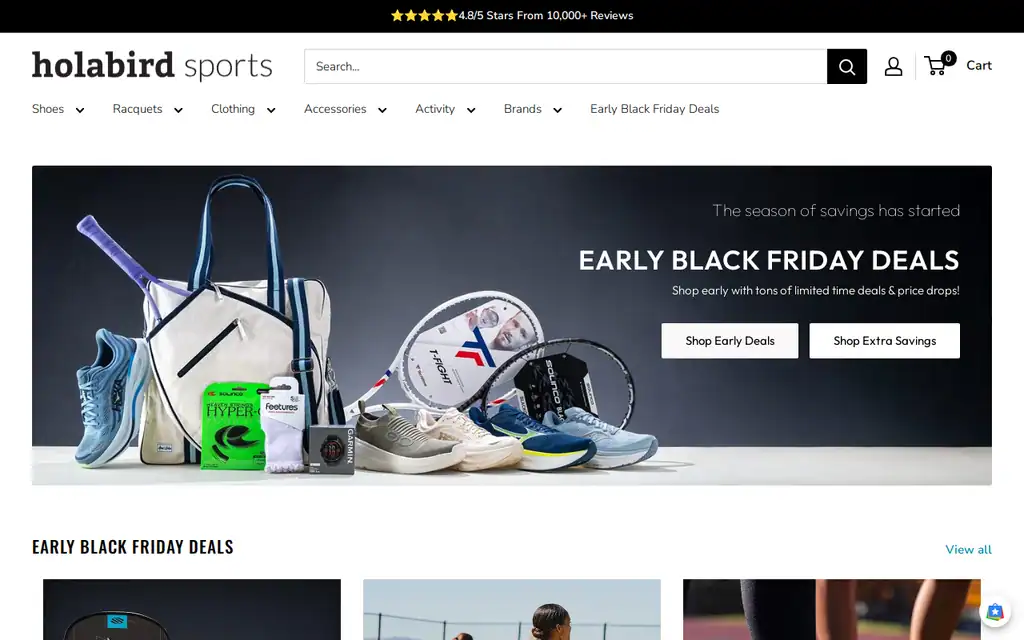 ⭐⭐⭐⭐⭐4.8/5 Stars From 10,000+ Reviews
holabird sports
Search...
0
Cart
Shoes
Racquets
Clothing
Accessories
Activity
Brands
Early Black Friday Deals
The season of savings has started
EARLY BLACK FRIDAY DEALS
Shop early with tons of limited time deals & price drops!
Shop Early Deals
Shop Extra Savings
T-FIGHT
SOLINCO
SOLINCO
HYPER-G
Feetures
GARMIN
EARLY BLACK FRIDAY DEALS
View all